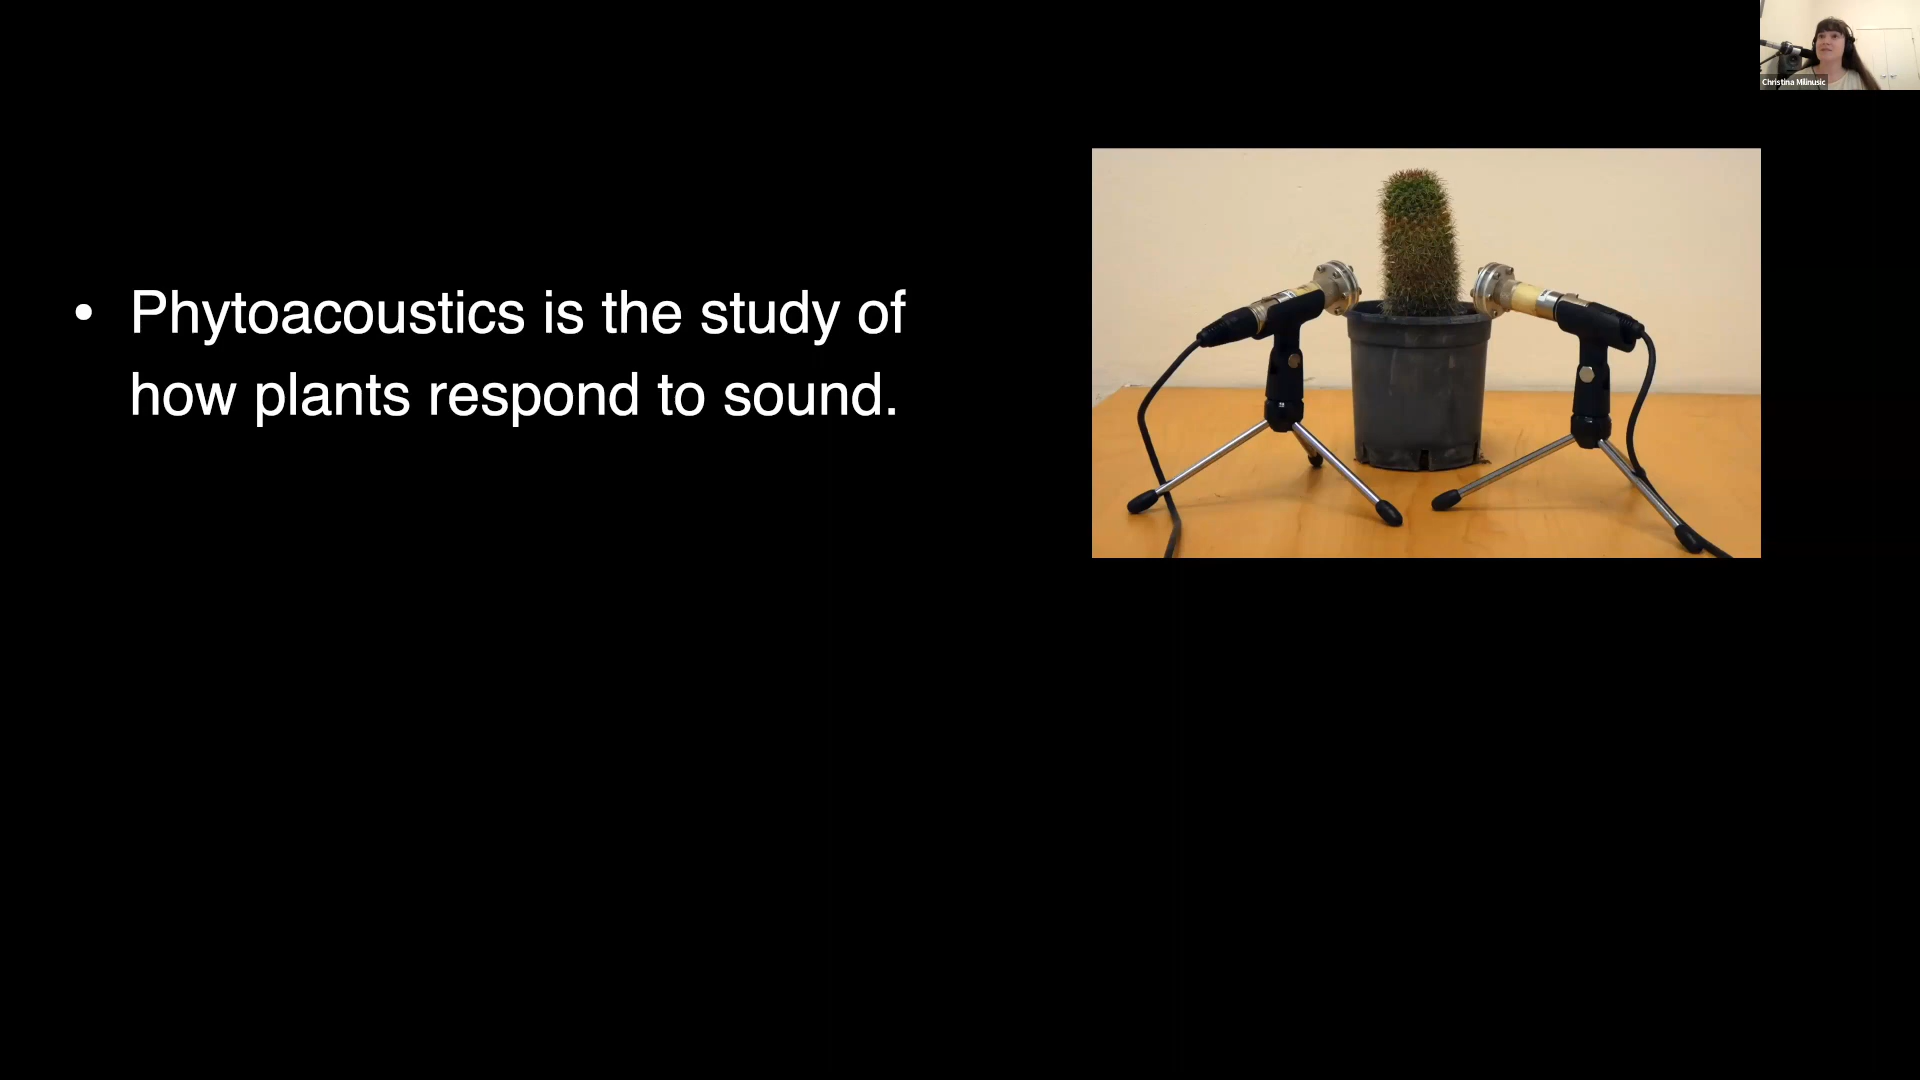 Christina Milinusic
• Phytoacoustics is the study of
how plants respond to sound.